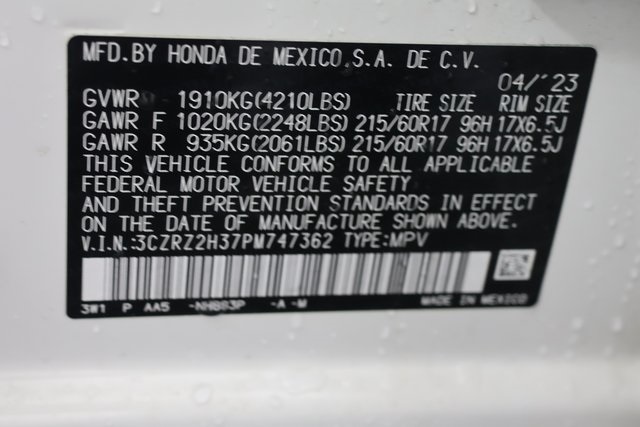 MFD.BY HONDA DE MEXICO,S.A. DE C.V.
04/'23
GVWR 1910KG(4210LBS) TIRE SIZE RIM SIZE
GAWR F 1020KG(2248LBS) 215/60R17 96H 17X6.5J
GAWR R 935KG(2061LBS) 215/60R17 96H 17X6.5J
THIS VEHICLE CONFORMS TO ALL APPLICABLE
FEDERAL MOTOR VEHICLE SAFETY
AND THEFT PREVENTION STANDARDS IN EFFECT
ON THE DATE OF MANUFACTURE SHOWN ABOVE.
V.I.N.:3CZRZ2H37PM747362 TYPE:MPV
3W1 P AA5 -NH883P -A -M MADE IN MEXICO